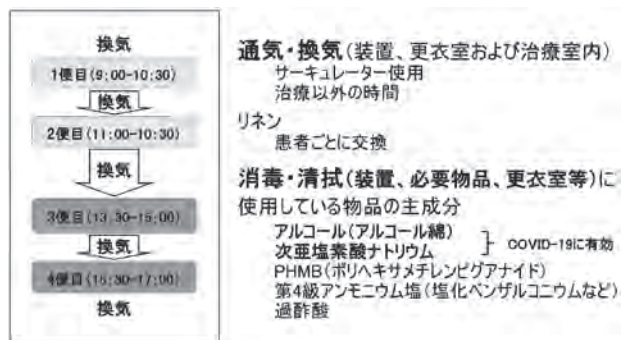 換気
1便目(9:00-10:30)
換気
2便目(11:00-10:30)
換気
3便目(13:30-15:00)
換気
4便目(15:30-17:00)
換気
通気・換気(装置、更衣室および治療室内)
サーキュレーター使用
治療以外の時間
リネン
患者ごとに交換
消毒・清拭(装置、必要物品、更衣室等)に
使用している物品の主成分
アルコール(アルコール綿)
次亜塩素酸ナトリウム
COVID-19に有効
PHMB(ポリヘキサメチレンビグアナイド)
第4級アンモニウム塩(塩化ベンザルコニウムなど)
過酢酸